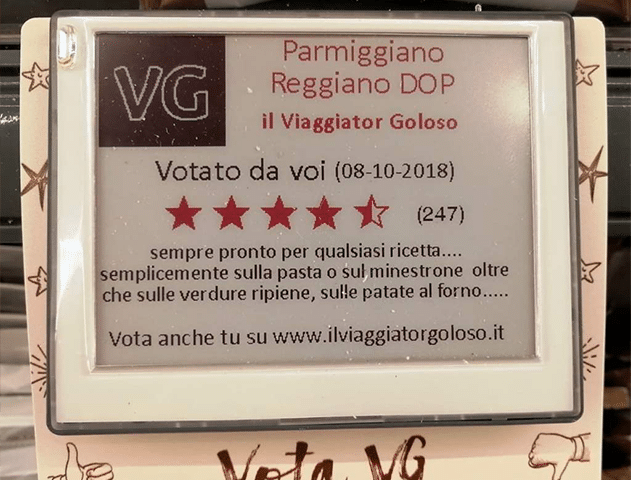 VG
Parmiggiano
Reggiano DOP
il Viaggiator Goloso
Votato da voi (08-10-2018)
(247)
sempre pronto per qualsiasi ricetta....
semplicemente sulla pasta o sul minestrone oltre
che sulle verdure ripiene, sulle patate al forno.....
Vota anche tu su www.ilviaggiatorgoloso.it
Vota VG